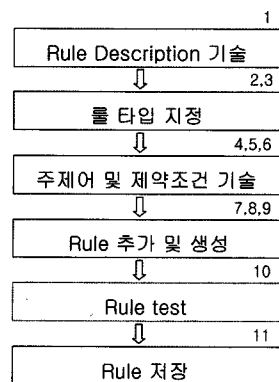 1
Rule Description 기술
2,3
룰 타입 지정
4,5,6
주제어 및 제약조건 기술
7,8,9
Rule 추가 및 생성
10
Rule test
11
Rule 저장